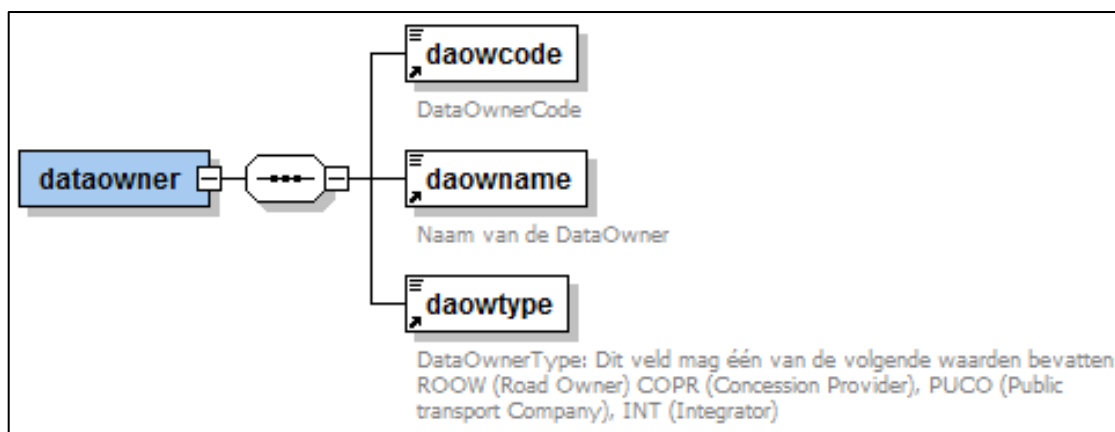 daowcode
DataOwnerCode
dataowner
daowname
Naam van de DataOwner
daowtype
DataOwnerType: Dit veld mag één van de volgende waarden bevatten
ROOW (Road Owner) COPR (Concession Provider), PUCO (Public
transport Company), INT (Integrator)